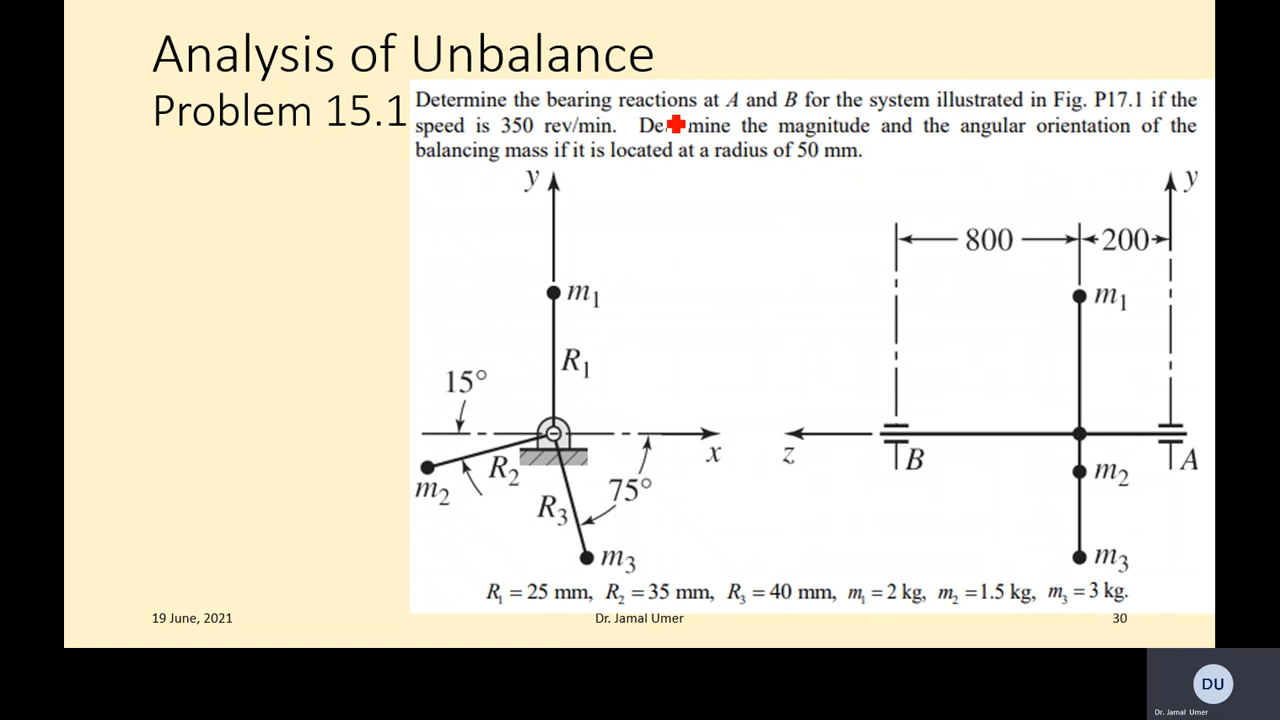 Analysis of Unbalance
Problem 15.1
Determine the bearing reactions at A and B for the system illustrated in Fig. P17.1 if the
speed is 350 rev/min. De mine the magnitude and the angular orientation of the
balancing mass if it is located at a radius of 50 mm.
y
y
800
200
m₁
m₁
R₁
15°
x
z
B
A
R₂
m₂
m₂
75°
R₃
m₃
m₃
R₁ = 25 mm, R₂ = 35 mm, R₃ = 40 mm, m₁ = 2 kg, m₂ = 1.5 kg, m₃ = 3 kg.
19 June, 2021
Dr. Jamal Umer
30
DU
Dr. Jamal Umer